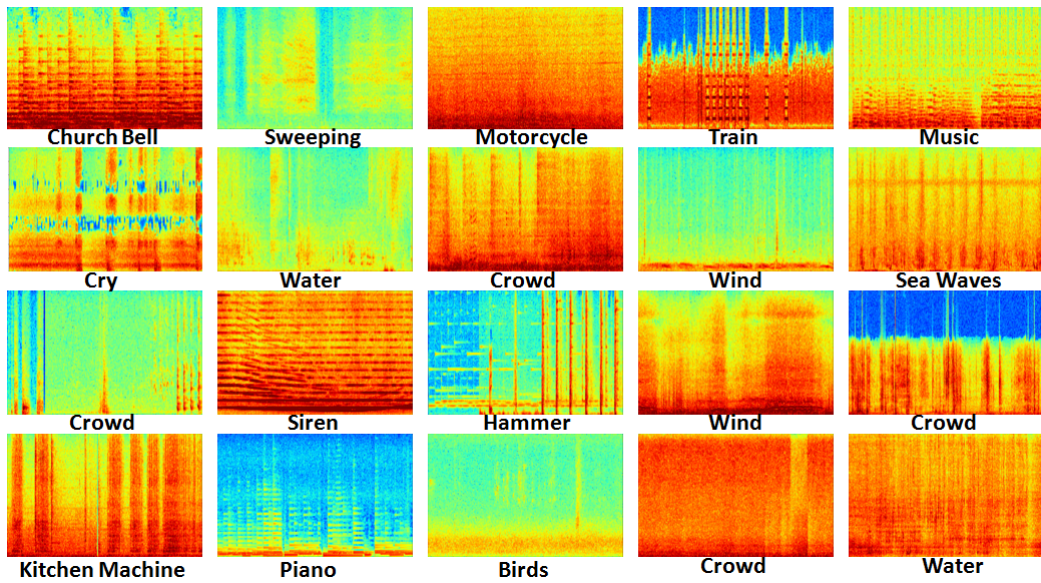 Church Bell
Sweeping
Motorcycle
Train
Music
Cry
Water
Crowd
Wind
Sea Waves
Crowd
Siren
Hammer
Wind
Crowd
Kitchen Machine
Piano
Birds
Crowd
Water